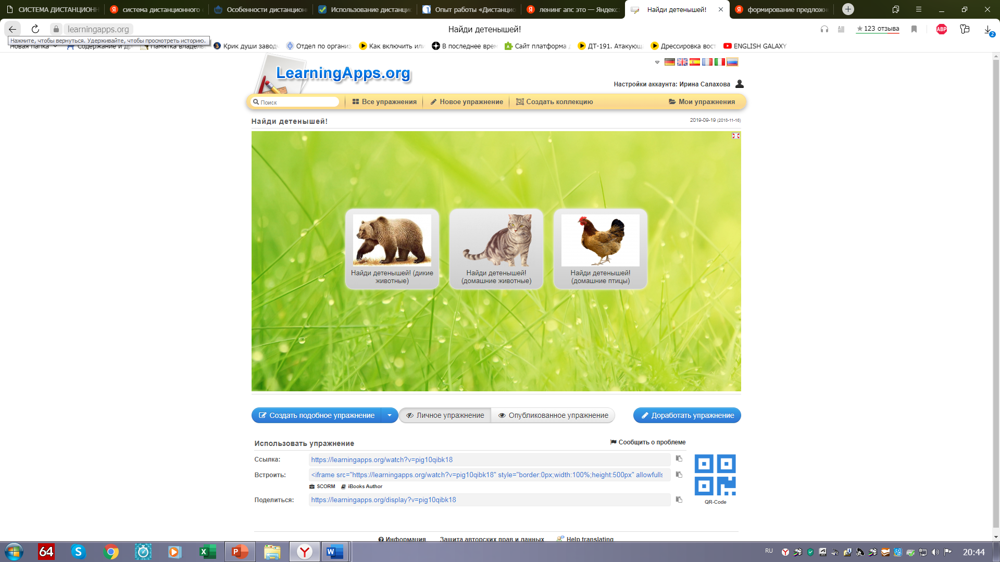 СИСТЕМА ДИСТАНЦИОНН
система дистанционного
Особенности дистанцион
Использование дистанци
Опыт работы «Дистанцио
ленинг апс это — Яндекс:
Найди детенышей!
формирование предложн
learningapps.org
Найди детенышей!
123 отзыва
ABP
2
Нажмите, чтобы вернуться. Удерживайте, чтобы просмотреть историю.
Новая папка
Содержание и др
Памятка владель
Крик души завод
Отдел по организ
Как включить или
В последнее врем
Сайт платформа
ДТ-191. Атакующ
Дрессировка вост
ENGLISH GALAXY
LearningApps.org
Настройки аккаунта: Ирина Салахова
Поиск
Все упражнения
Новое упражнение
Создать коллекцию
Мои упражнения
Найди детенышей!
2019-09-19 (2018-11-16)
Найди детенышей! (дикие
животные)
Найди детенышей!
(домашние животные)
Найди детенышей!
(домашние птицы)
Создать подобное упражнение
Личное упражнение
Опубликованное упражнение
Доработать упражнение
Использовать упражнение
Сообщить о проблеме
Ссылка:
https://learningapps.org/watch?v=pig10qibk18
Встроить:
<iframe src="https://learningapps.org/watch?v=pig10qibk18" style="border:0px;width:100%;height:500px" allowfulls
SCORM
iBooks Author
Поделиться:
https://learningapps.org/display?v=pig10qibk18
QR-Code
Информация
Защита авторских прав и данных
Help translating
64
RU
20:44